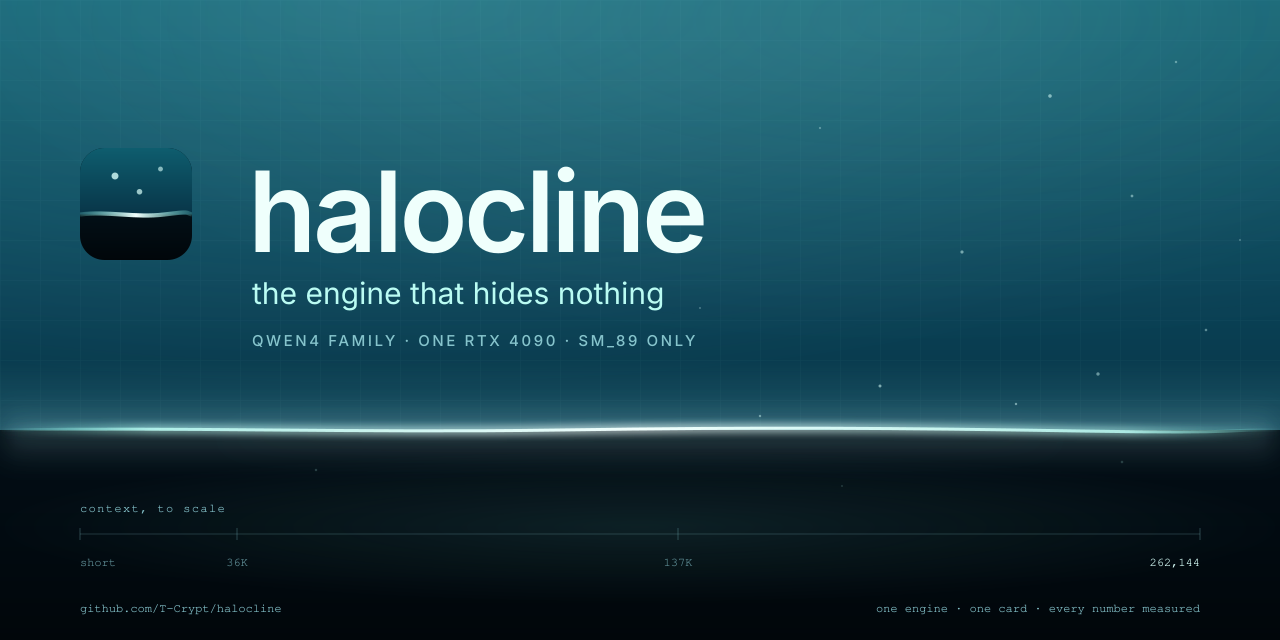 halocline
the engine that hides nothing
QWEN4 FAMILY · ONE RTX 4090 · SM_89 ONLY
context, to scale
short 36K 137K 262,144
github.com/T-Crypt/halocline one engine · one card · every number measured